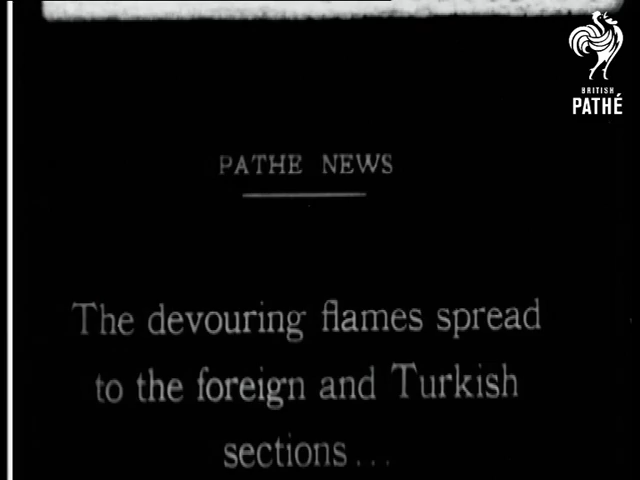 BRITISH
PATHÉ
PATHE NEWS
The devouring flames spread
to the foreign and Turkish
sections...